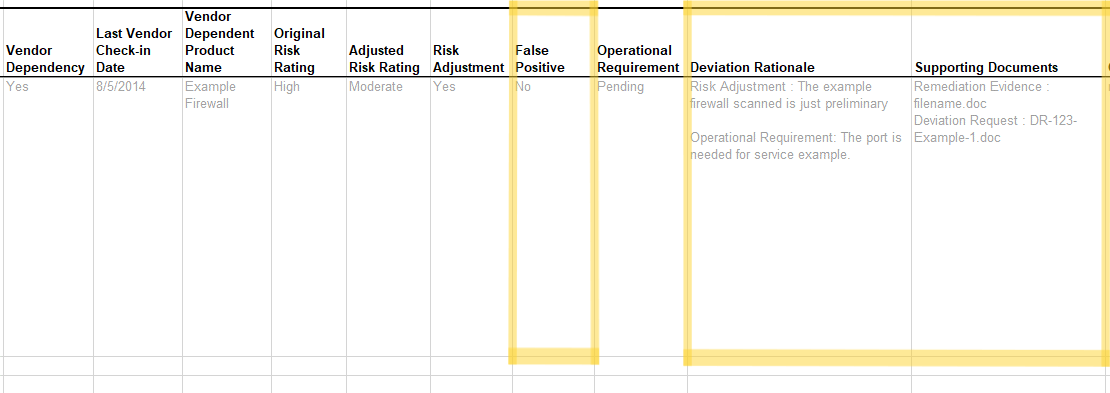 Vendor Dependency
Last Vendor Check-in Date
Vendor Dependent Product Name
Original Risk Rating
Adjusted Risk Rating
Risk Adjustment
False Positive
Operational Requirement
Deviation Rationale
Supporting Documents
Yes
8/5/2014
Example
Firewall
High
Moderate
Yes
No
Pending
Risk Adjustment : The example
firewall scanned is just preliminary
Operational Requirement: The port is
needed for service example.
Remediation Evidence :
filename.doc
Deviation Request : DR-123-
Example-1.doc